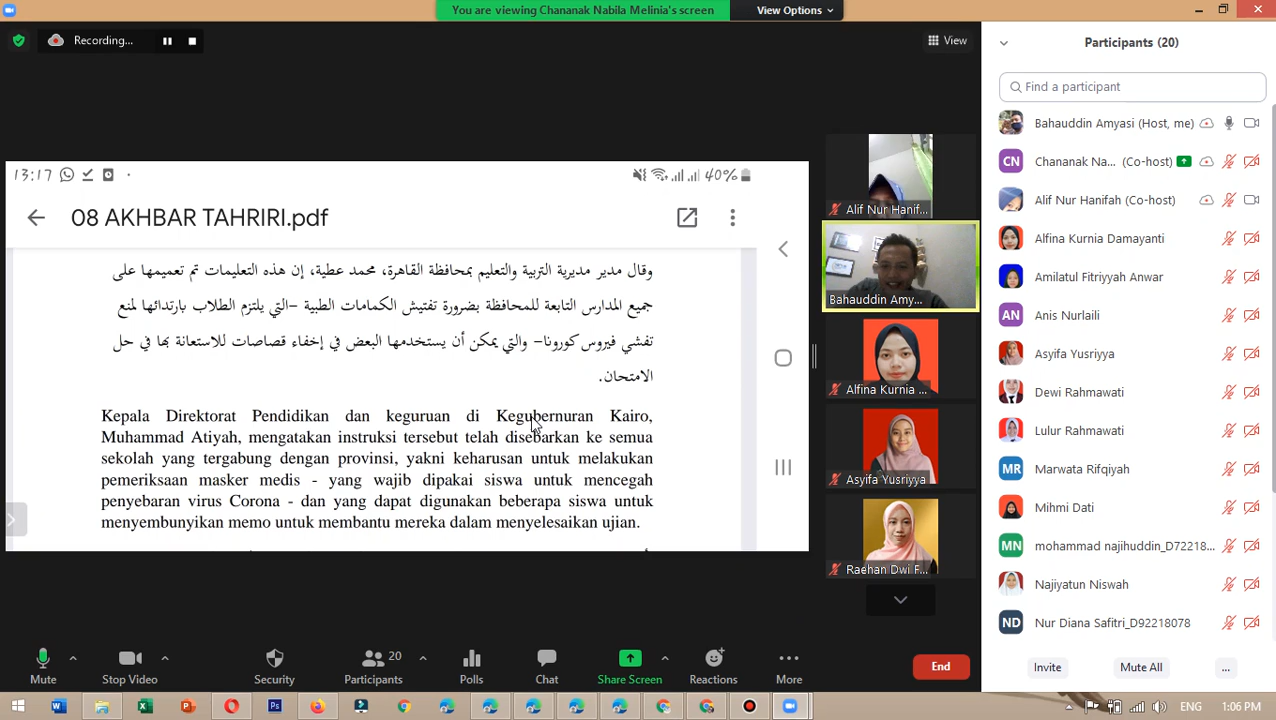 You are viewing Chananak Nabila Melinia's screen
View Options
Recording...
View
Participants (20)
Find a participant
Bahauddin Amyasi (Host, me)
CN Chananak Na... (Co-host)
Alif Nur Hanifah (Co-host)
Alfina Kurnia Damayanti
Amilatul Fitriyyah Anwar
AN Anis Nurlaili
Asyifa Yusriyya
Dewi Rahmawati
Lulur Rahmawati
MR Marwata Rifqiyah
Mihmi Dati
MN mohammad najihuddin_D72218...
Najiyatun Niswah
ND Nur Diana Safitri_D92218078
Invite
Mute All
...
13:17
40%
08 AKHBAR TAHRIRI.pdf
وقال مدير مديرية التربية والتعليم بمحافظة القاهرة، محمد عطية، إن هذه التعليمات تم تعميمها على
جميع المدارس التابعة للمحافظة بضرورة تفتيش الكمامات الطبية –التي يلتزم الطلاب بارتدائها لمنع
تفشي فيروس كورونا– والتي يمكن أن يستخدمها البعض في إخفاء قصاصات للاستعانة بها في حل
الامتحان.
Kepala Direktorat Pendidikan dan keguruan di Kegubernuran Kairo,
Muhammad Atiyah, mengatakan instruksi tersebut telah disebarkan ke semua
sekolah yang tergabung dengan provinsi, yakni keharusan untuk melakukan
pemeriksaan masker medis - yang wajib dipakai siswa untuk mencegah
penyebaran virus Corona - dan yang dapat digunakan beberapa siswa untuk
menyembunyikan memo untuk membantu mereka dalam menyelesaikan ujian.
Alif Nur Hanif...
Bahauddin Amy...
Alfina Kurnia ...
Asyifa Yusriyya
Raehan Dwi F...
Mute
Stop Video
Security
20
Participants
Polls
Chat
Share Screen
Reactions
More
End
ENG
1:06 PM